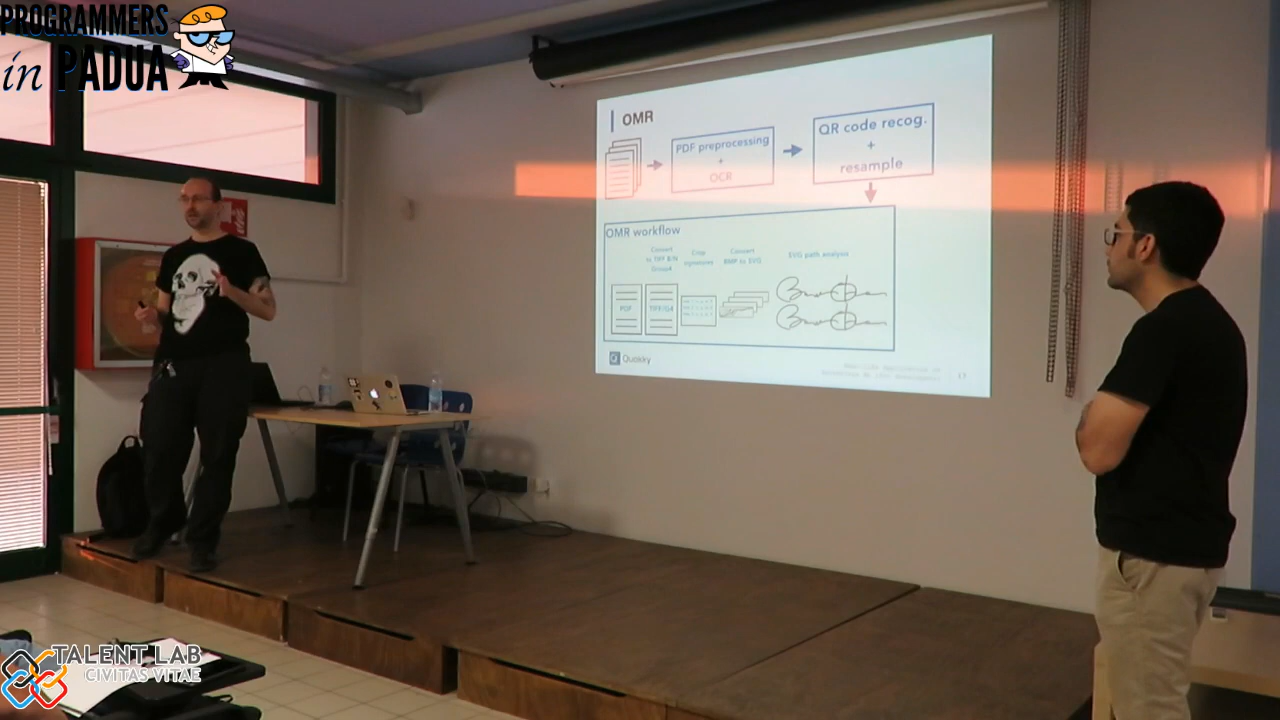 PROGRAMMERS
in PADUA
OMR
PDF preprocessing
+
OCR
QR code recog.
+
resample
OMR workflow
Convert
to TIFF B/N
Group4
Crop
signatures
Convert
BMP to SVG
SVG path analysis
PDF
TIFF/G4
Quokky
17
TALENT LAB
CIVITAS VITAE